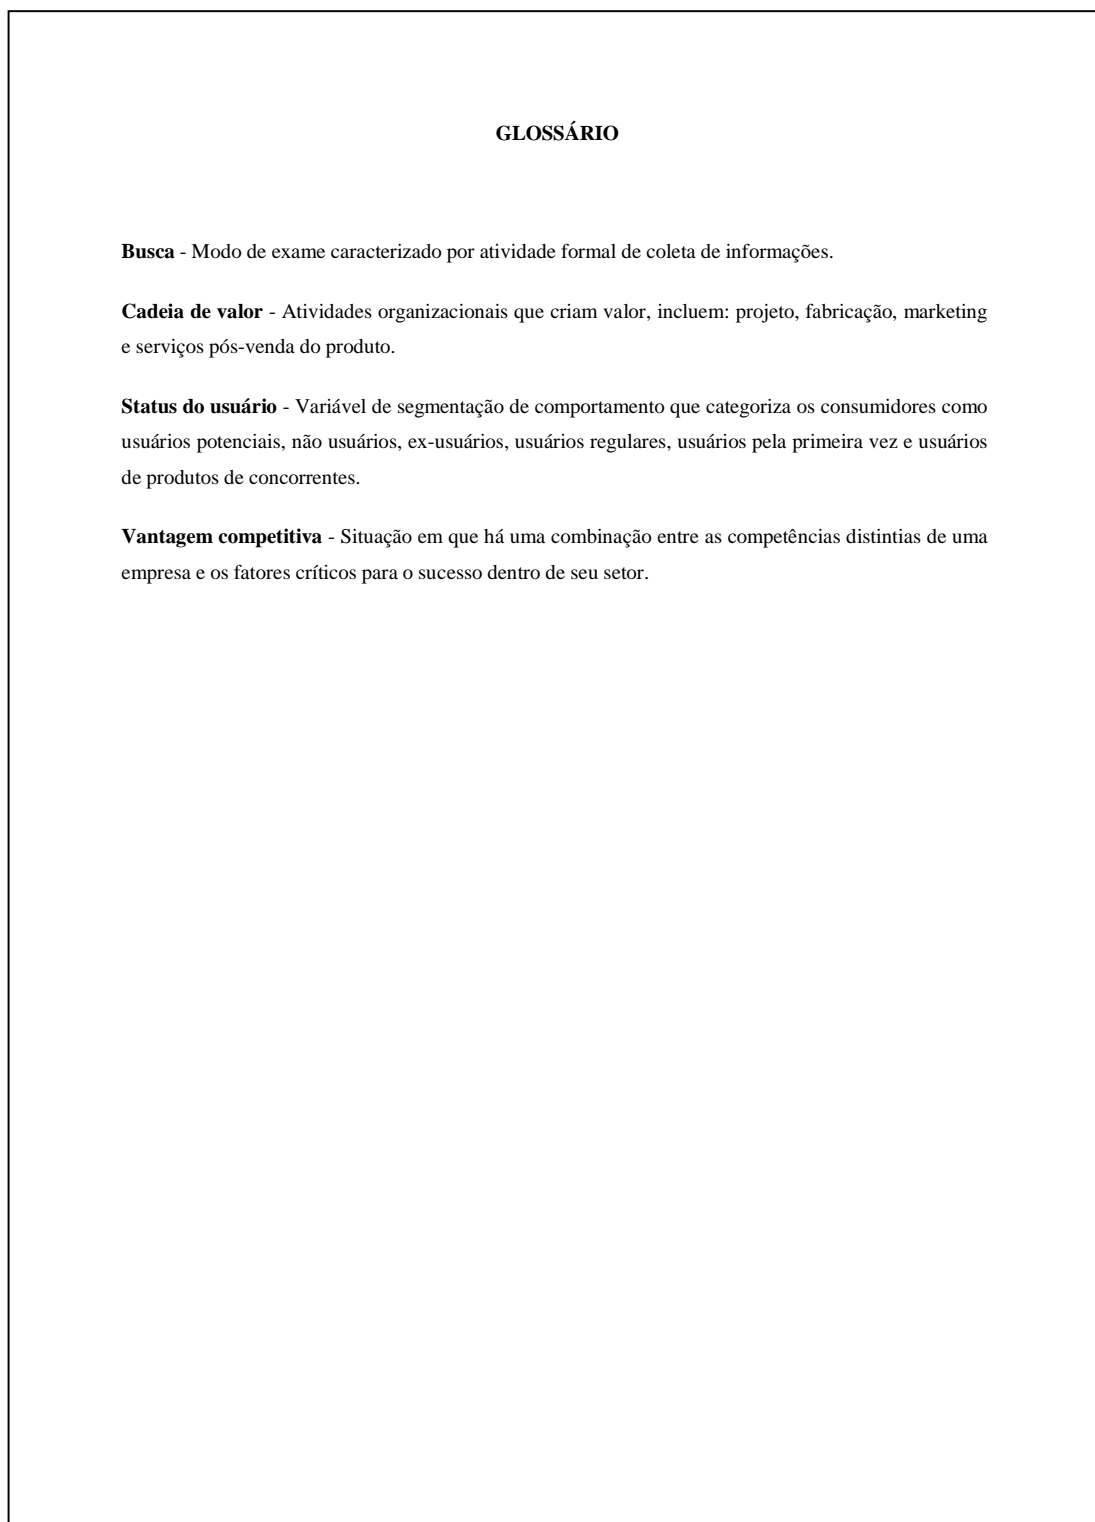 GLOSSÁRIO
Busca - Modo de exame caracterizado por atividade formal de coleta de informações.
Cadeia de valor - Atividades organizacionais que criam valor, incluem: projeto, fabricação, marketing
e serviços pós-venda do produto.
Status do usuário - Variável de segmentação de comportamento que categoriza os consumidores como
usuários potenciais, não usuários, ex-usuários, usuários regulares, usuários pela primeira vez e usuários
de produtos de concorrentes.
Vantagem competitiva - Situação em que há uma combinação entre as competências distintias de uma
empresa e os fatores críticos para o sucesso dentro de seu setor.